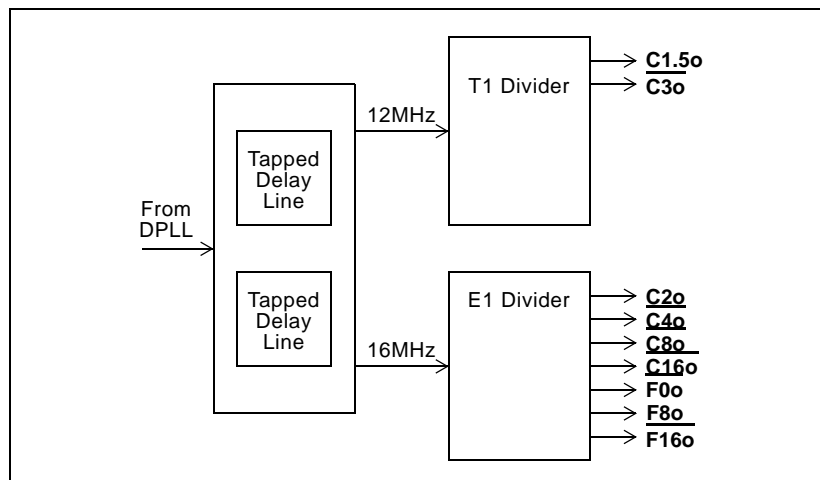 C1.5o
T1 Divider
C3o
12MHz
Tapped
Delay
Line
From
DPLL
Tapped
Delay
Line
16MHz
E1 Divider
C2o
C4o
C8o
C16o
F0o
F8o
F16o